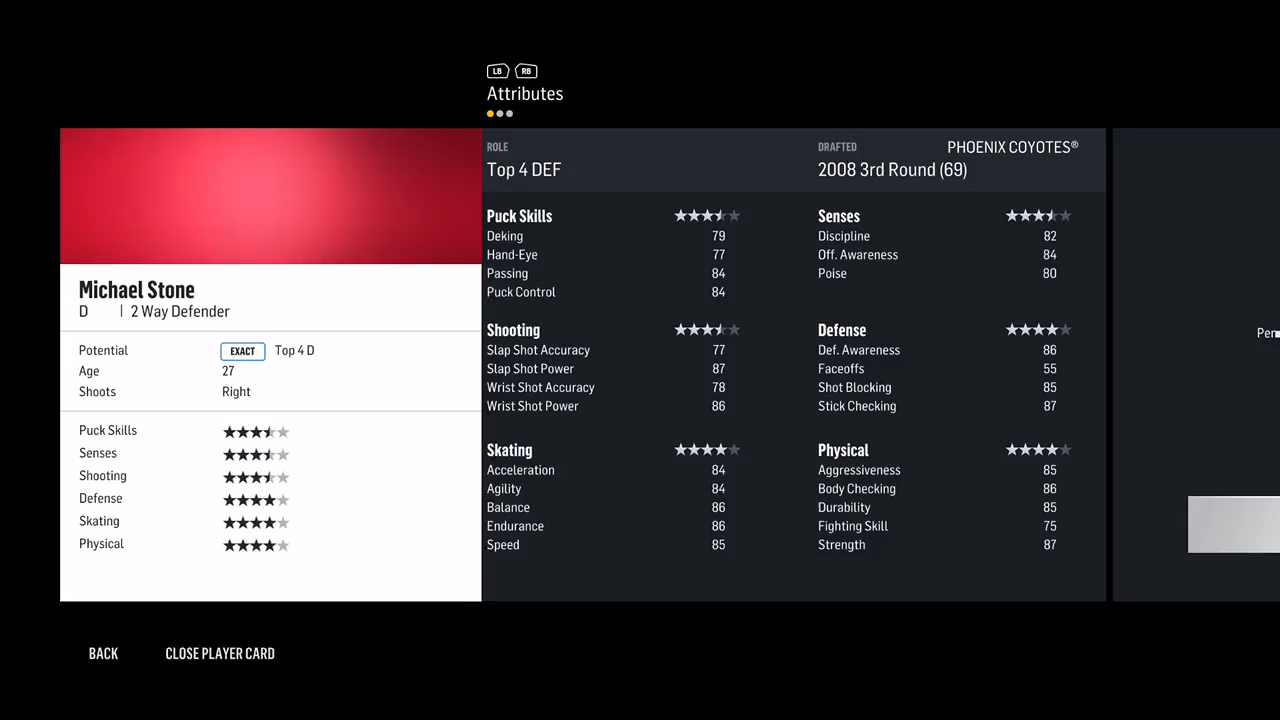 LB RB
Attributes
Michael Stone
D | 2 Way Defender
Potential EXACT Top 4 D
Age 27
Shoots Right
Puck Skills
Senses
Shooting
Defense
Skating
Physical
ROLE
Top 4 DEF
DRAFTED PHOENIX COYOTES®
2008 3rd Round (69)
Puck Skills
Deking 79
Hand-Eye 77
Passing 84
Puck Control 84
Senses
Discipline 82
Off. Awareness 84
Poise 80
Shooting
Slap Shot Accuracy 77
Slap Shot Power 87
Wrist Shot Accuracy 78
Wrist Shot Power 86
Defense
Def. Awareness 86
Faceoffs 55
Shot Blocking 85
Stick Checking 87
Skating
Acceleration 84
Agility 84
Balance 86
Endurance 86
Speed 85
Physical
Aggressiveness 85
Body Checking 86
Durability 85
Fighting Skill 75
Strength 87
BACK CLOSE PLAYER CARD